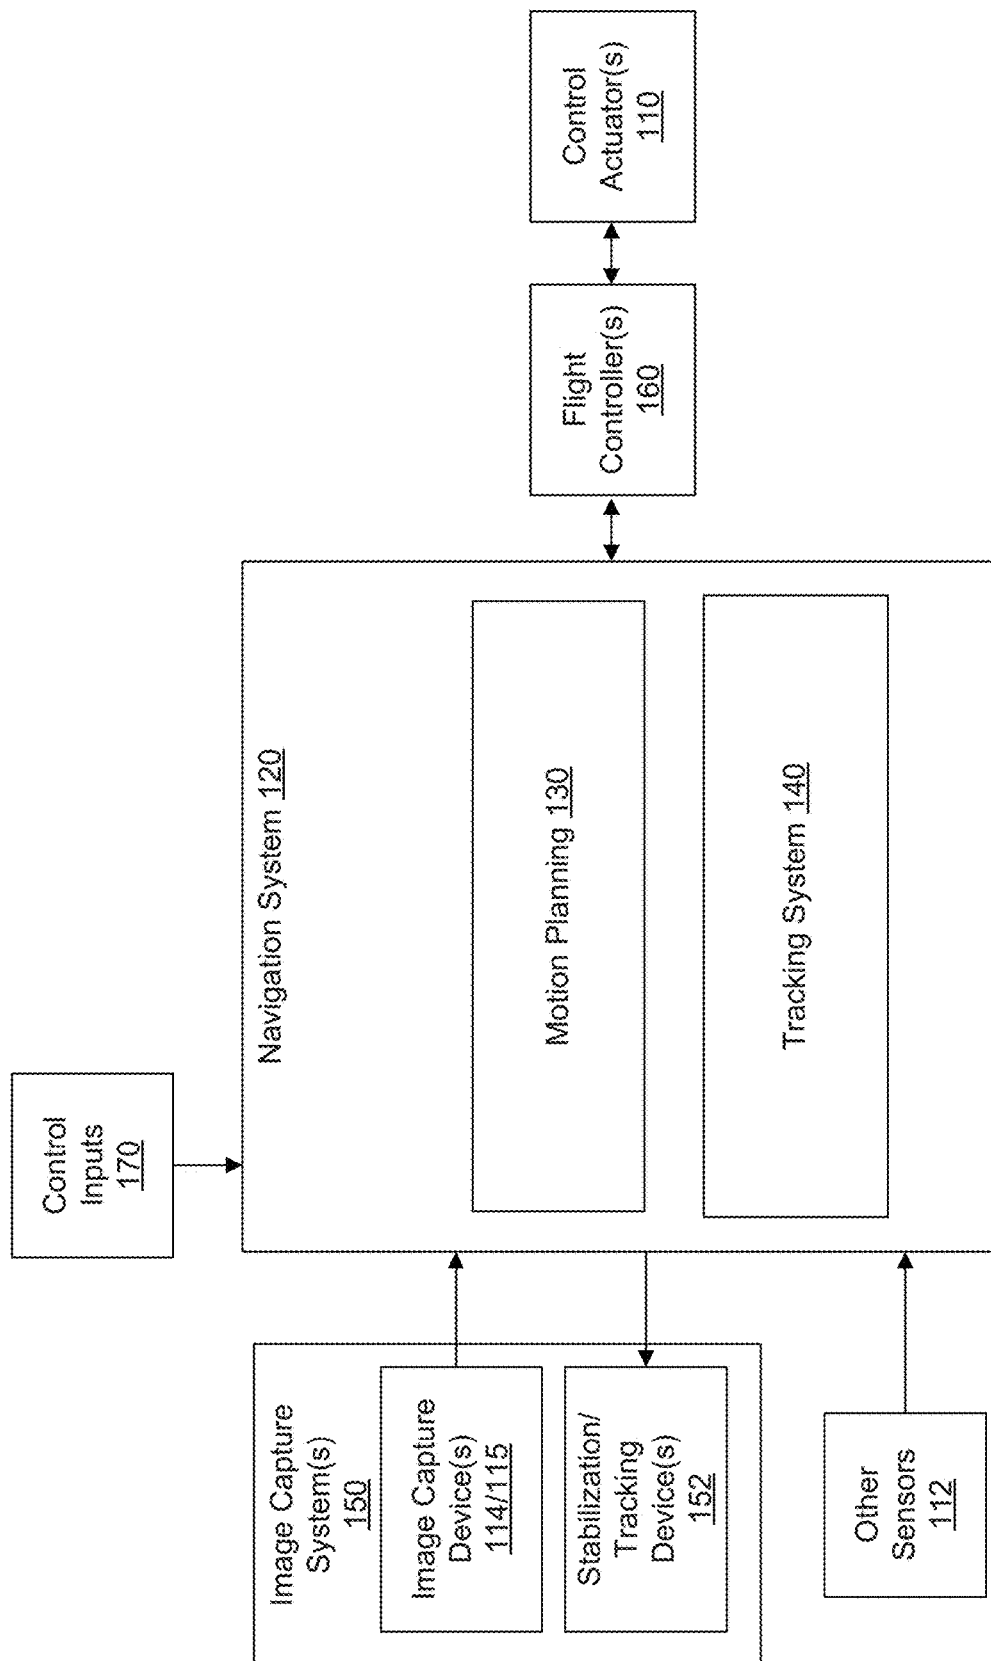 Control
Inputs
170
Image Capture
System(s)
150
Image Capture
Device(s)
114/115
Stabilization/
Tracking
Device(s)
152
Other
Sensors
112
Navigation System 120
Motion Planning 130
Tracking System 140
Flight
Controller(s)
160
Control
Actuator(s)
110